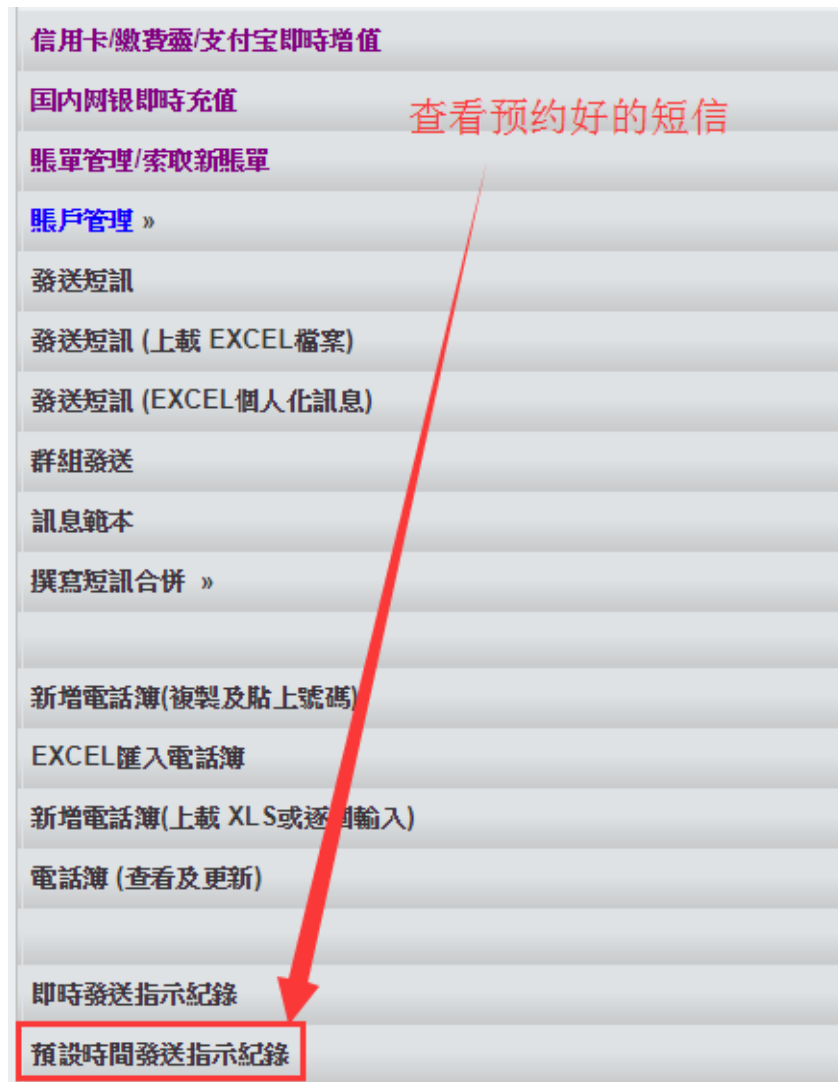 信用卡/繳費靈/支付宝即時增值
国内网银即時充值
查看预约好的短信
賬單管理/索取新賬單
賬戶管理 »
發送短訊
發送短訊 (上載 EXCEL檔案)
發送短訊 (EXCEL個人化訊息)
群組發送
訊息範本
撰寫短訊合併 »
新增電話簿(複製及貼上號碼)
EXCEL匯入電話簿
新增電話簿(上載 XLS或逐個輸入)
電話簿 (查看及更新)
即時發送指示紀錄
預設時間發送指示紀錄